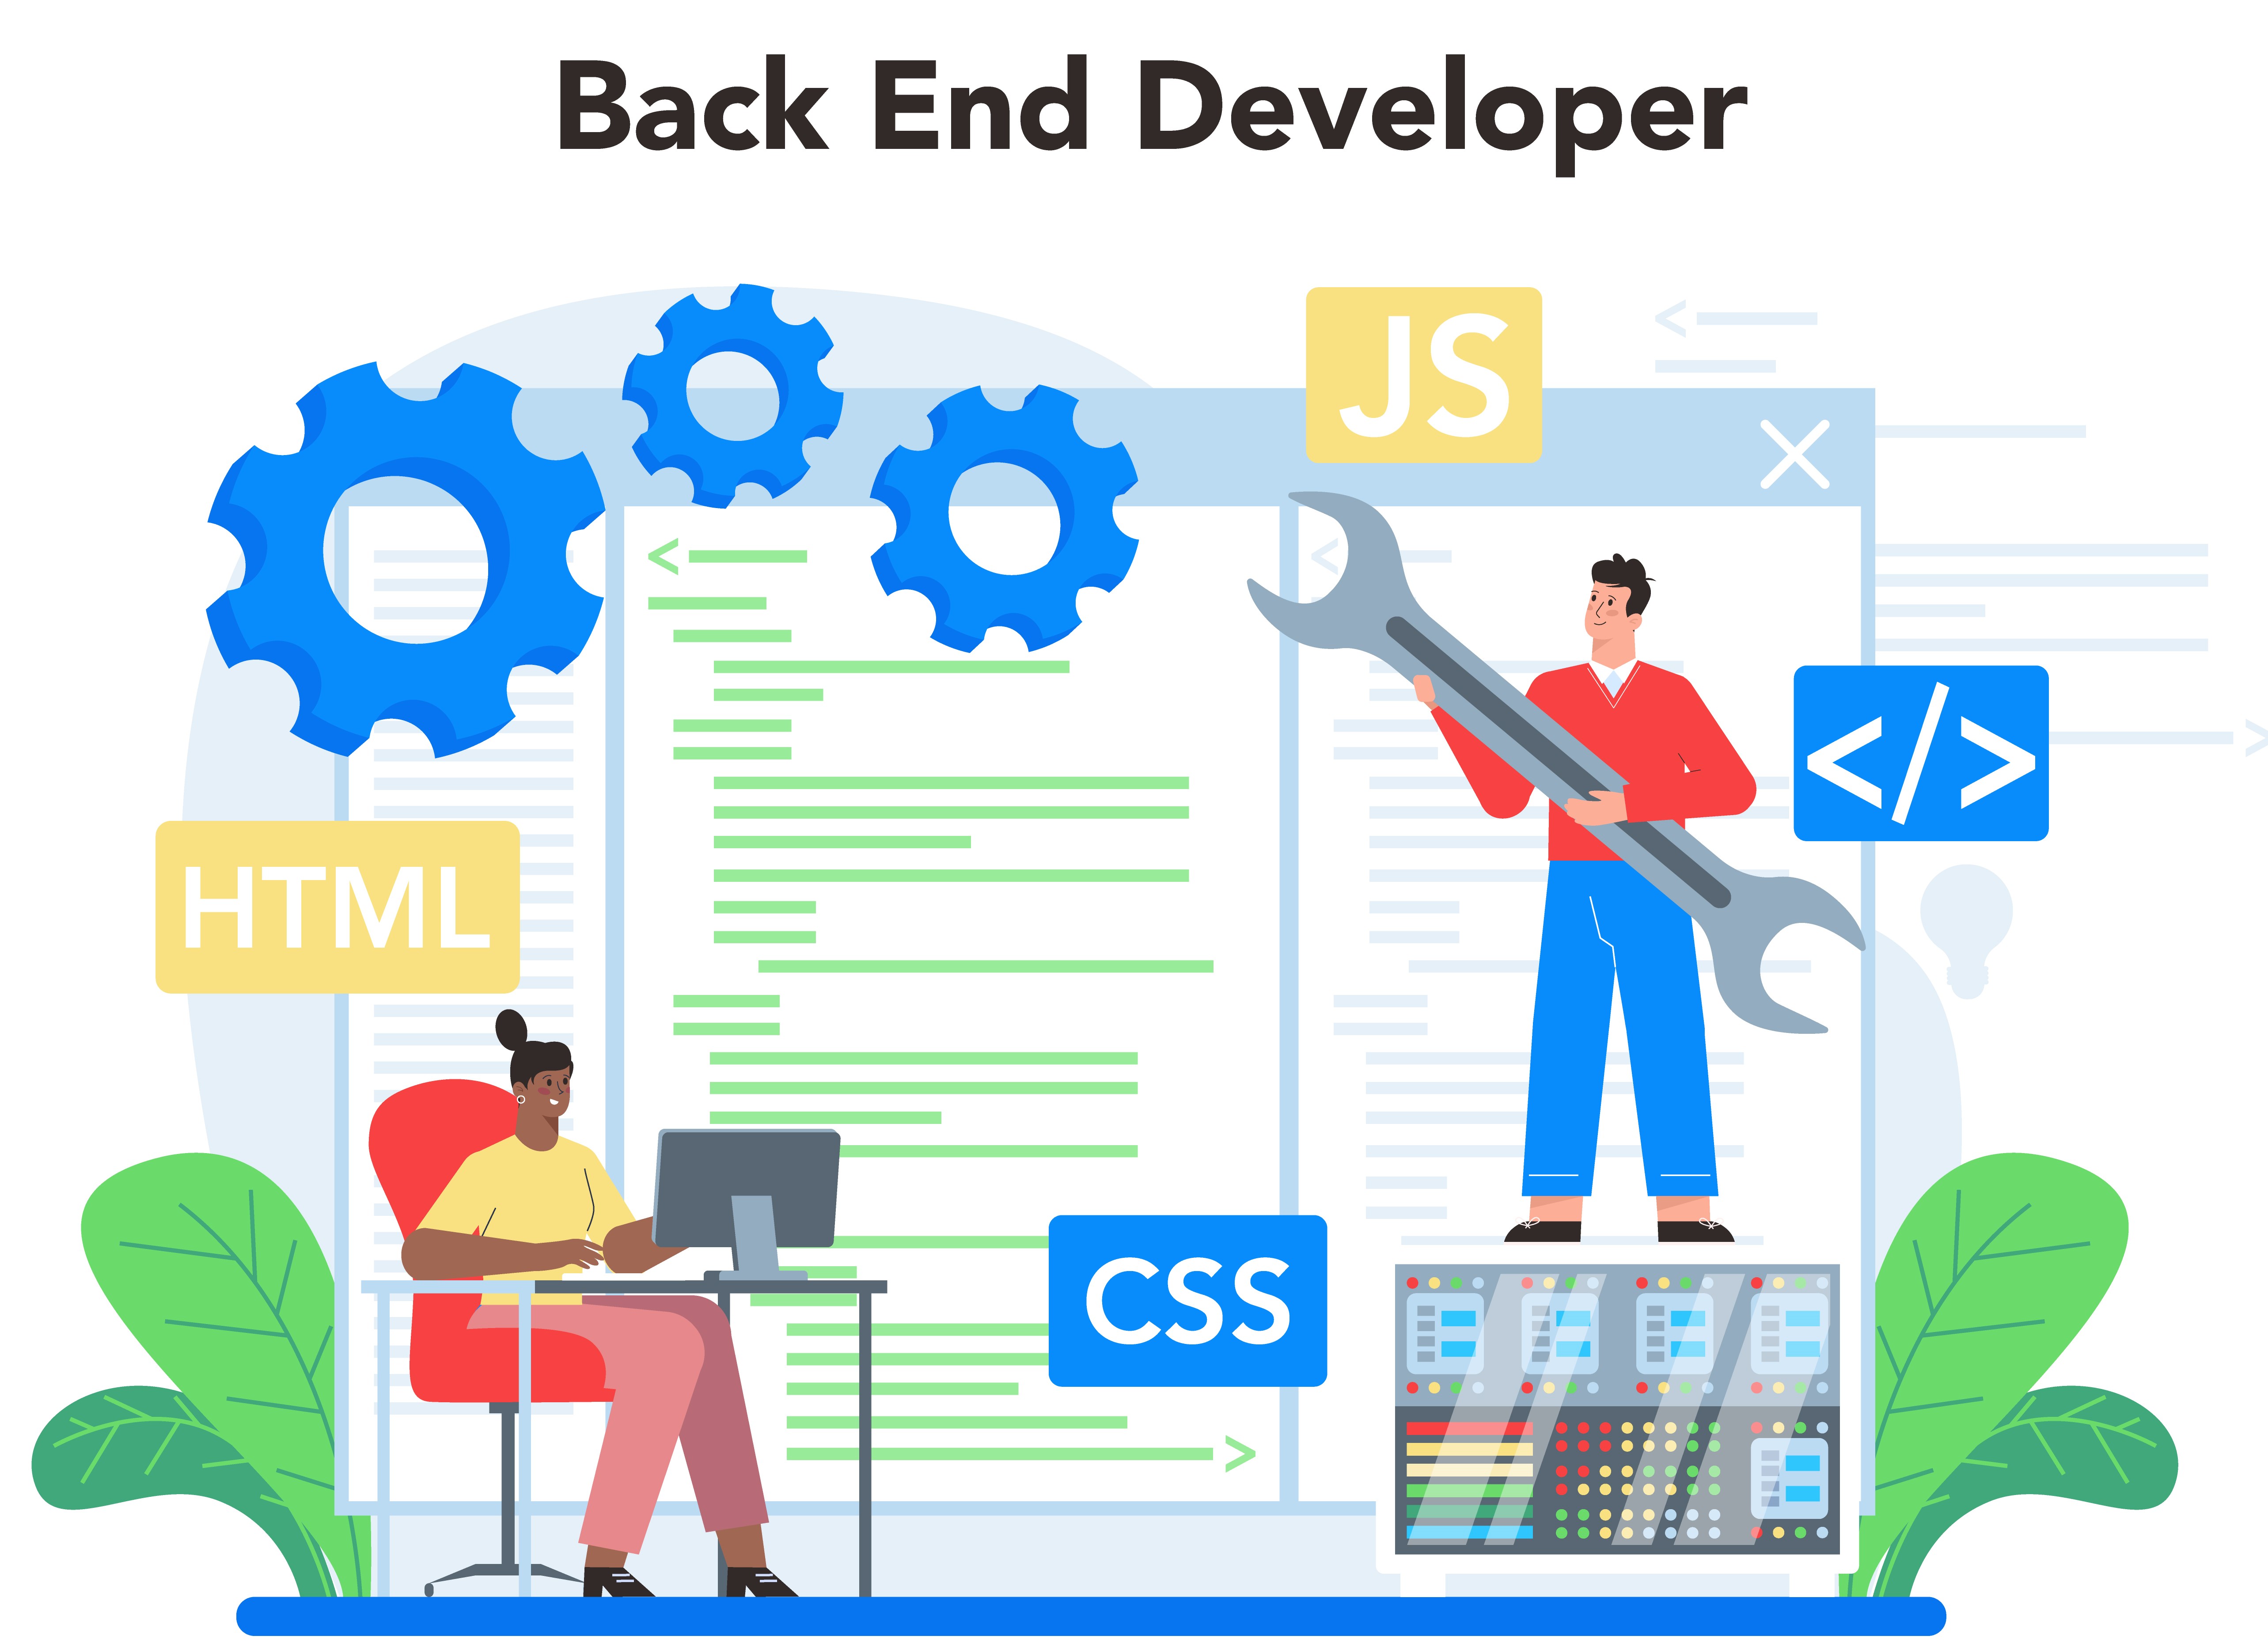 Back End Developer
JS
</>
HTML
CSS